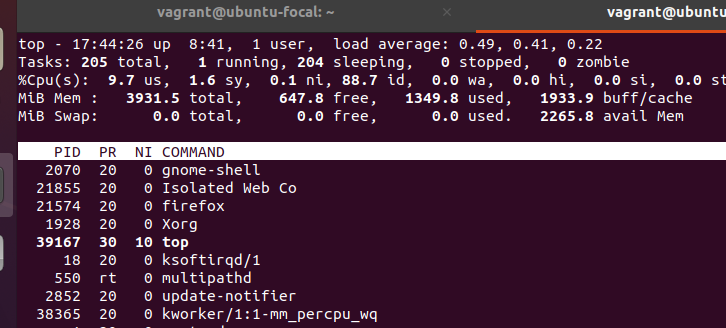 vagrant@ubuntu-focal: ~ × vagrant@ubuntu
top - 17:44:26 up 8:41, 1 user, load average: 0.49, 0.41, 0.22
Tasks: 205 total, 1 running, 204 sleeping, 0 stopped, 0 zombie
%Cpu(s): 9.7 us, 1.6 sy, 0.1 ni, 88.7 id, 0.0 wa, 0.0 hi, 0.0 si, 0.0 st
MiB Mem : 3931.5 total, 647.8 free, 1349.8 used, 1933.9 buff/cache
MiB Swap: 0.0 total, 0.0 free, 0.0 used. 2265.8 avail Mem
PID PR NI COMMAND
2070 20 0 gnome-shell
21855 20 0 Isolated Web Co
21574 20 0 firefox
1928 20 0 Xorg
39167 30 10 top
18 20 0 ksoftirqd/1
550 rt 0 multipathd
2852 20 0 update-notifier
38365 20 0 kworker/1:1-mm_percpu_wq